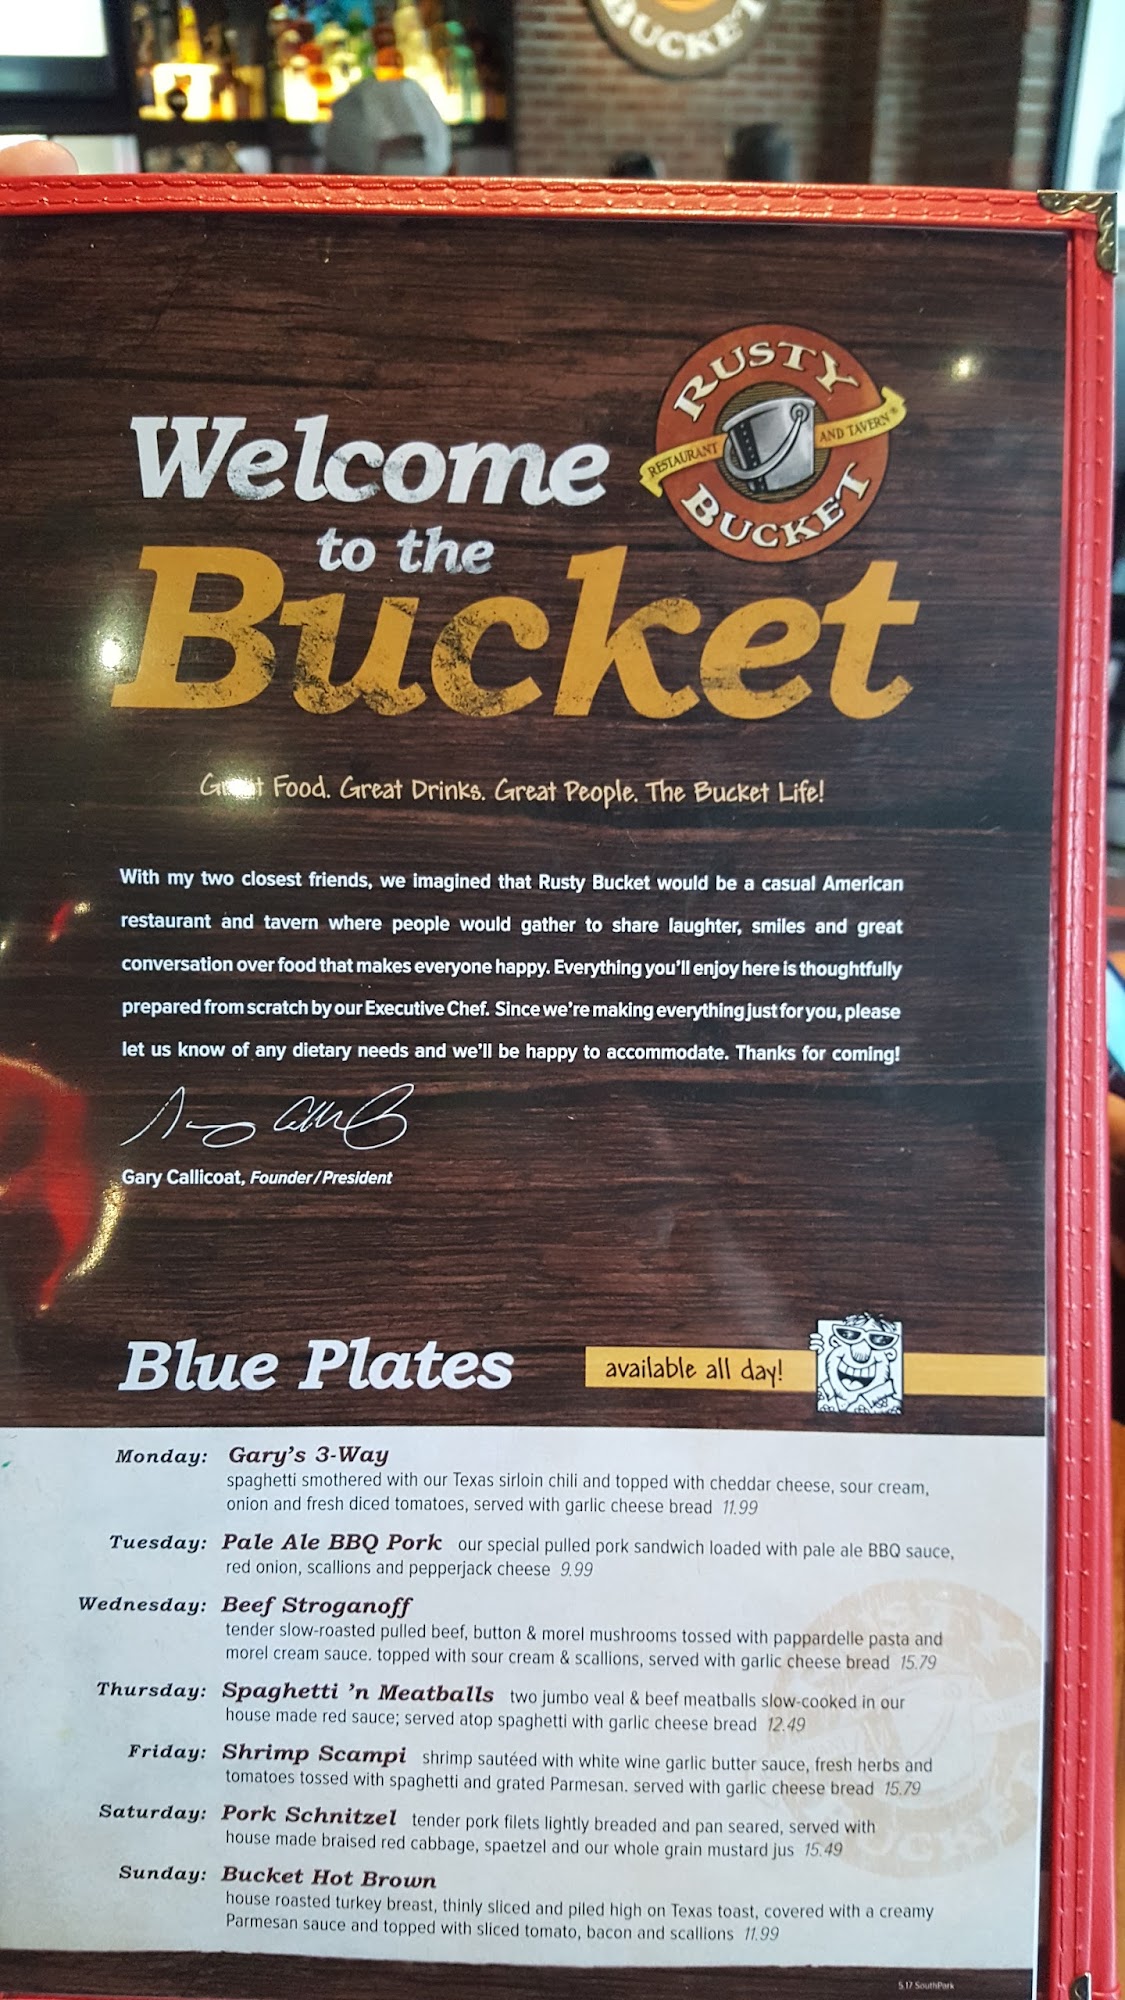 BUCKET
RUSTY
RESTAURANT AND TAVERN®
BUCKET
Welcome
to the
Bucket
Great Food. Great Drinks. Great People. The Bucket Life!
With my two closest friends, we imagined that Rusty Bucket would be a casual American
restaurant and tavern where people would gather to share laughter, smiles and great
conversation over food that makes everyone happy. Everything you'll enjoy here is thoughtfully
prepared from scratch by our Executive Chef. Since we're making everything just for you, please
let us know of any dietary needs and we'll be happy to accommodate. Thanks for coming!
Gary Callicoat, Founder/President
Blue Plates available all day!
Monday: Gary's 3-Way
spaghetti smothered with our Texas sirloin chili and topped with cheddar cheese, sour cream,
onion and fresh diced tomatoes, served with garlic cheese bread 11.99
Tuesday: Pale Ale BBQ Pork our special pulled pork sandwich loaded with pale ale BBQ sauce,
red onion, scallions and pepperjack cheese 9.99
Wednesday: Beef Stroganoff
tender slow-roasted pulled beef, button & morel mushrooms tossed with pappardelle pasta and
morel cream sauce. topped with sour cream & scallions, served with garlic cheese bread 15.79
Thursday: Spaghetti 'n Meatballs two jumbo veal & beef meatballs slow-cooked in our
house made red sauce; served atop spaghetti with garlic cheese bread 12.49
Friday: Shrimp Scampi shrimp sautéed with white wine garlic butter sauce, fresh herbs and
tomatoes tossed with spaghetti and grated Parmesan. served with garlic cheese bread 15.79
Saturday: Pork Schnitzel tender pork filets lightly breaded and pan seared, served with
house made braised red cabbage, spaetzel and our whole grain mustard jus 15.49
Sunday: Bucket Hot Brown
house roasted turkey breast, thinly sliced and piled high on Texas toast, covered with a creamy
Parmesan sauce and topped with sliced tomato, bacon and scallions 11.99
5.17 SouthPark